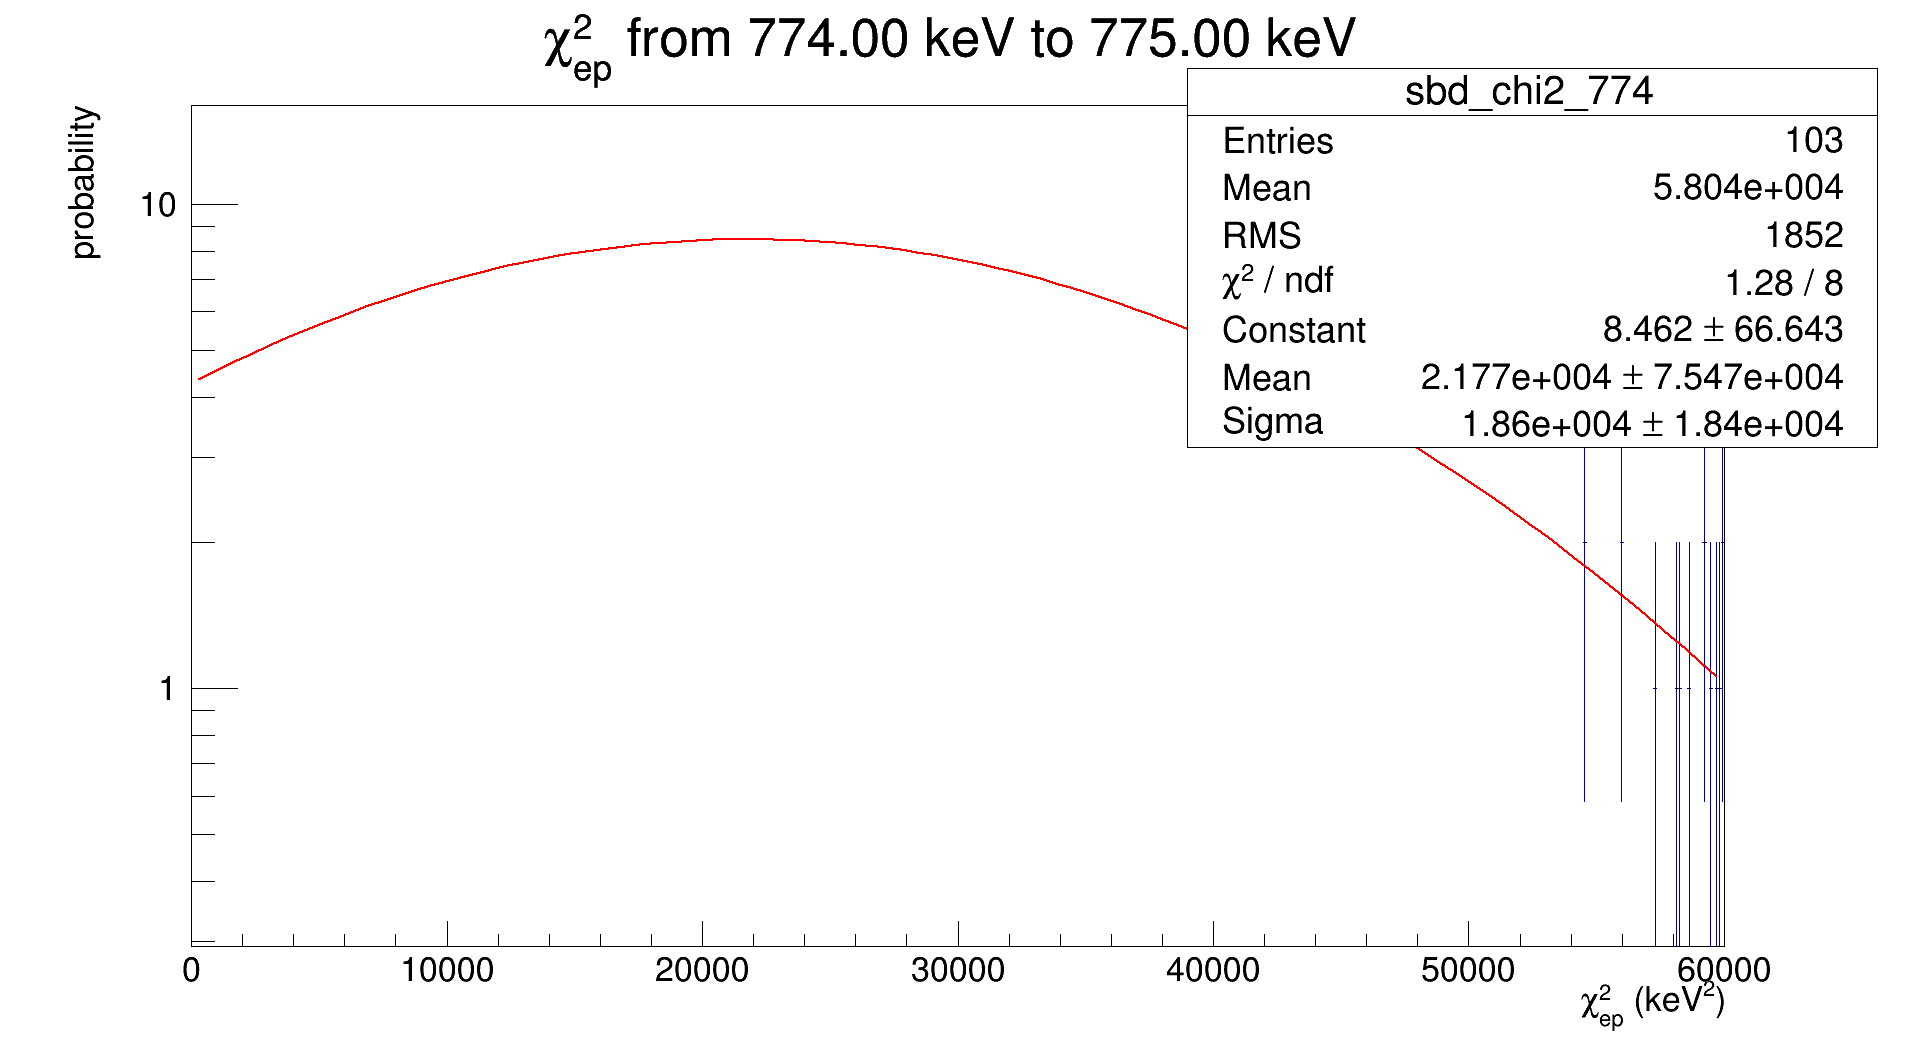 χ²ep from 774.00 keV to 775.00 keV
sbd_chi2_774
Entries 103
Mean 5.804e+004
RMS 1852
χ² / ndf 1.28 / 8
Constant 8.462 ± 66.643
Mean 2.177e+004 ± 7.547e+004
Sigma 1.86e+004 ± 1.84e+004
probability
10
1
0 10000 20000 30000 40000 50000 60000
χ²ep (keV²)